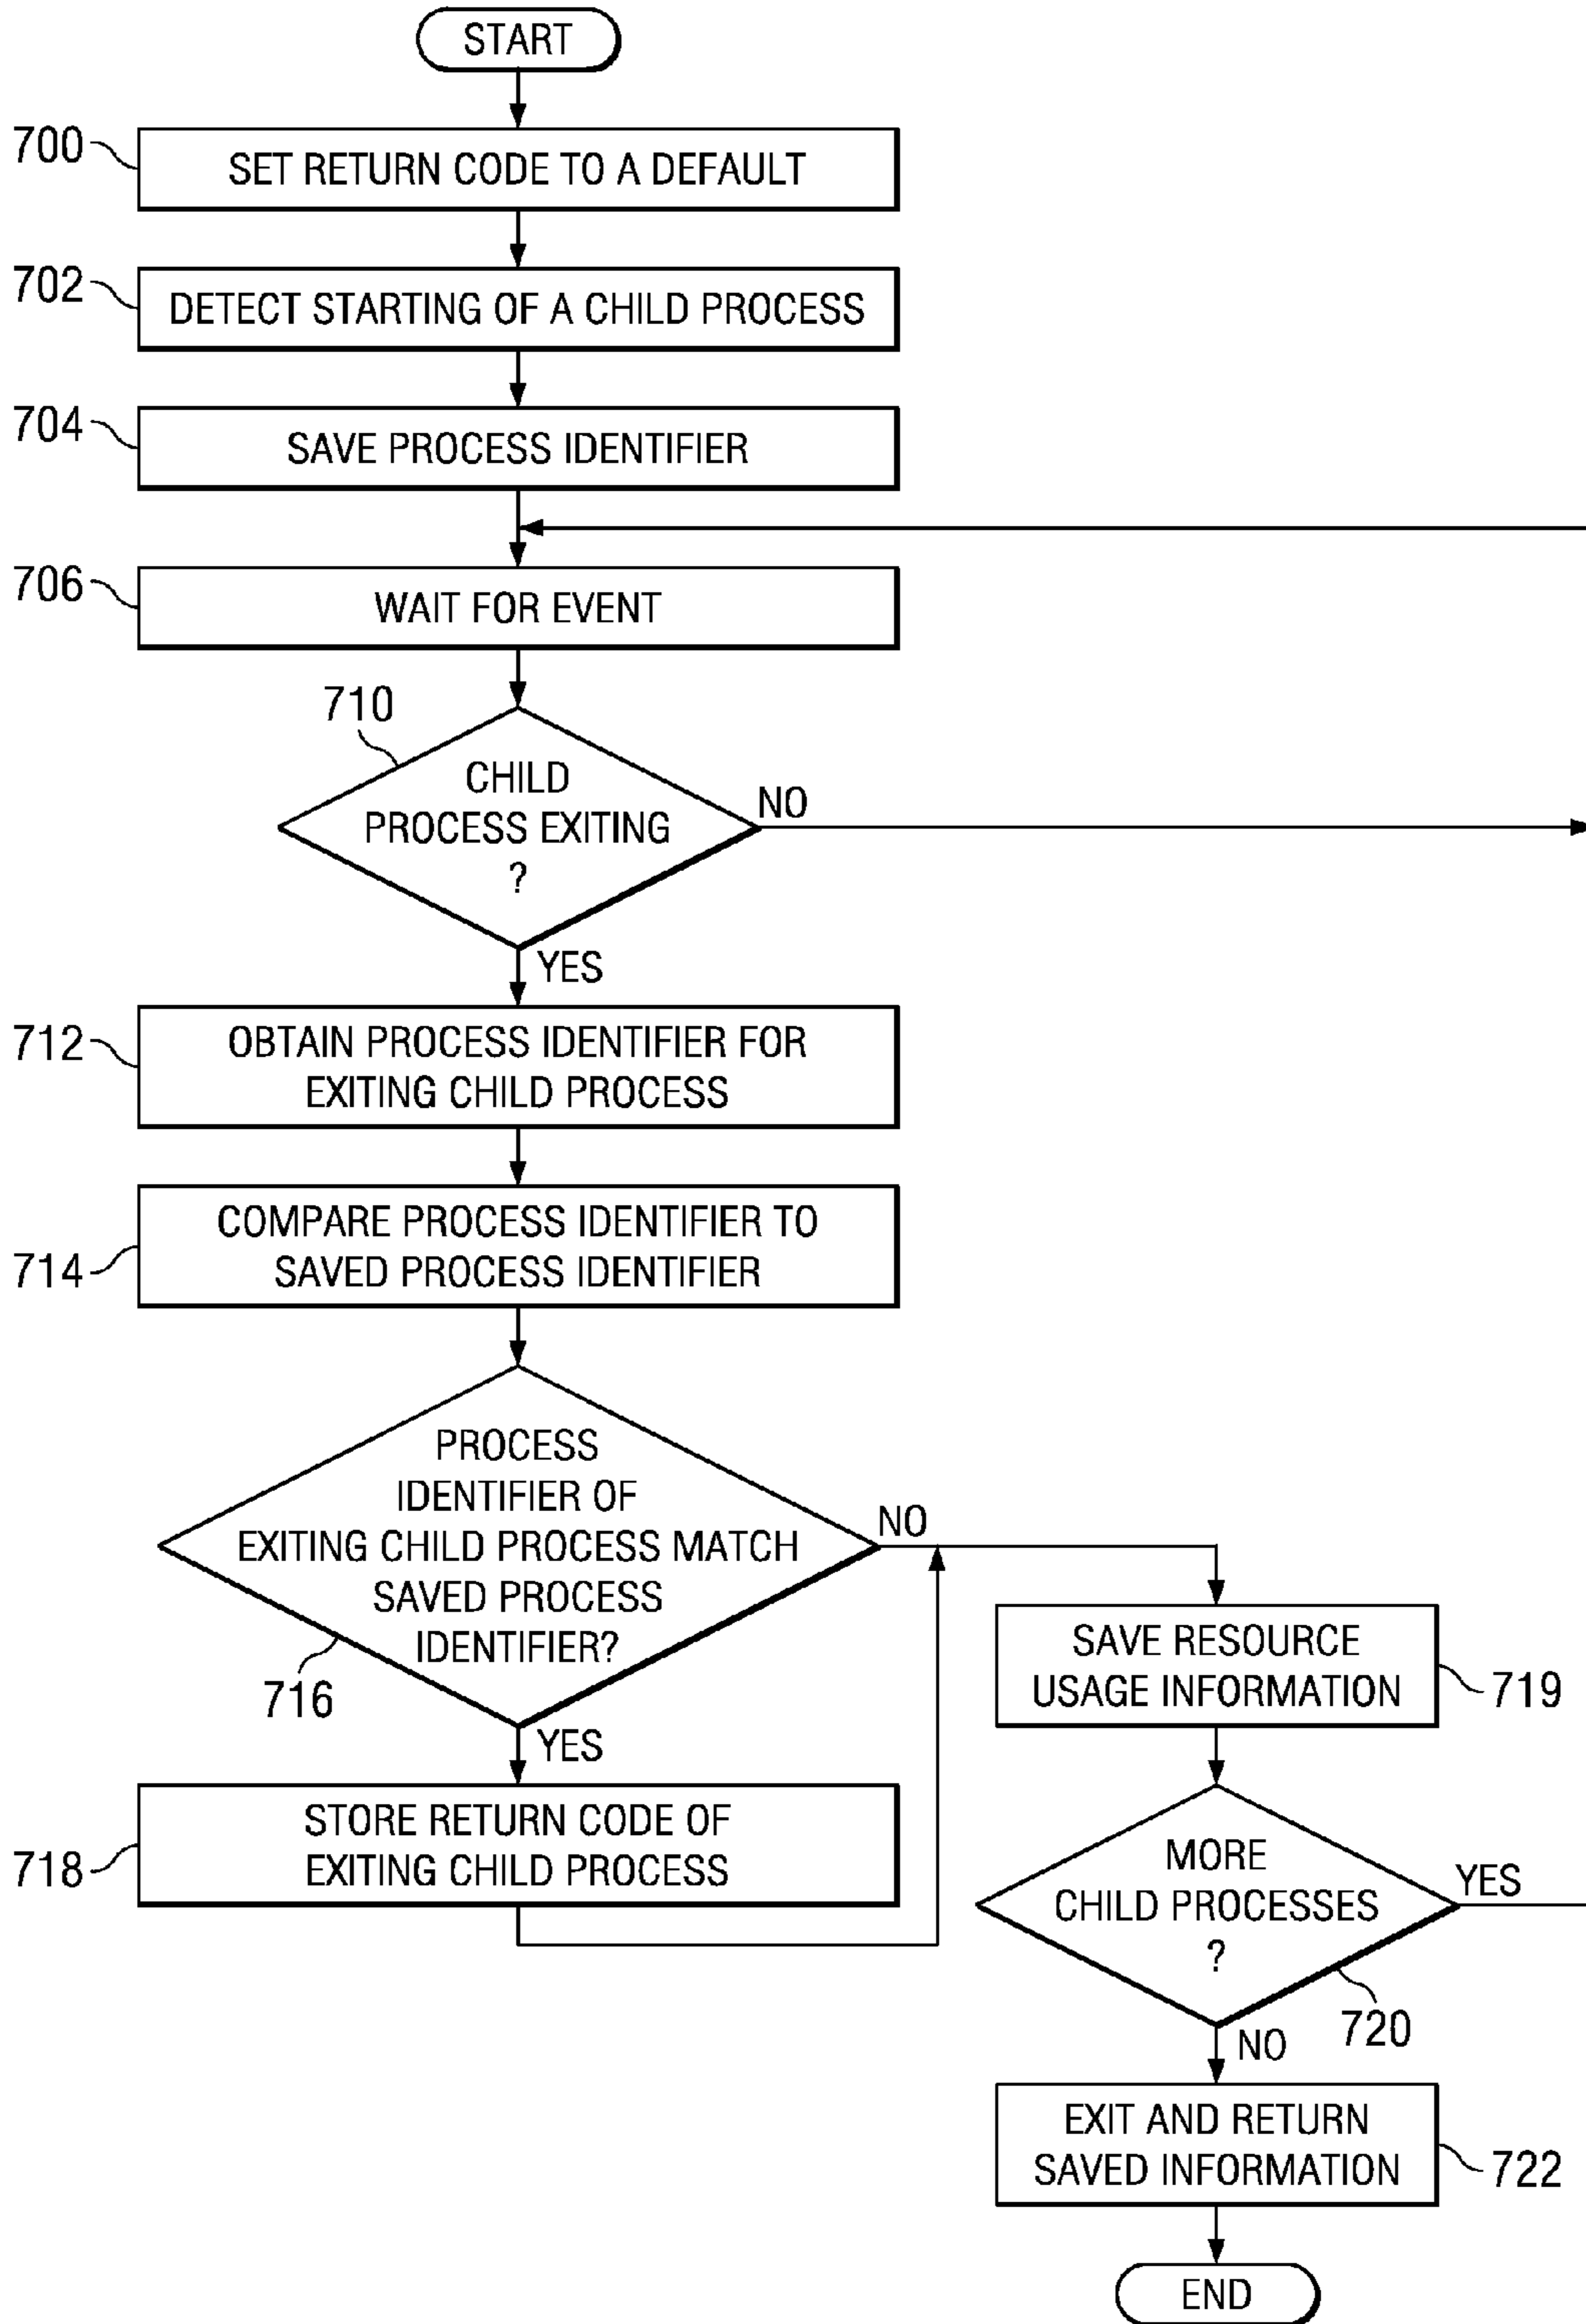 START
700
SET RETURN CODE TO A DEFAULT
702
DETECT STARTING OF A CHILD PROCESS
704
SAVE PROCESS IDENTIFIER
706
WAIT FOR EVENT
710
CHILD
PROCESS EXITING
?
NO
YES
712
OBTAIN PROCESS IDENTIFIER FOR
EXITING CHILD PROCESS
714
COMPARE PROCESS IDENTIFIER TO
SAVED PROCESS IDENTIFIER
PROCESS
IDENTIFIER OF
EXITING CHILD PROCESS MATCH
SAVED PROCESS
IDENTIFIER?
716
NO
YES
718
STORE RETURN CODE OF
EXITING CHILD PROCESS
SAVE RESOURCE
USAGE INFORMATION
719
MORE
CHILD PROCESSES
?
YES
720
NO
EXIT AND RETURN
SAVED INFORMATION
722
END